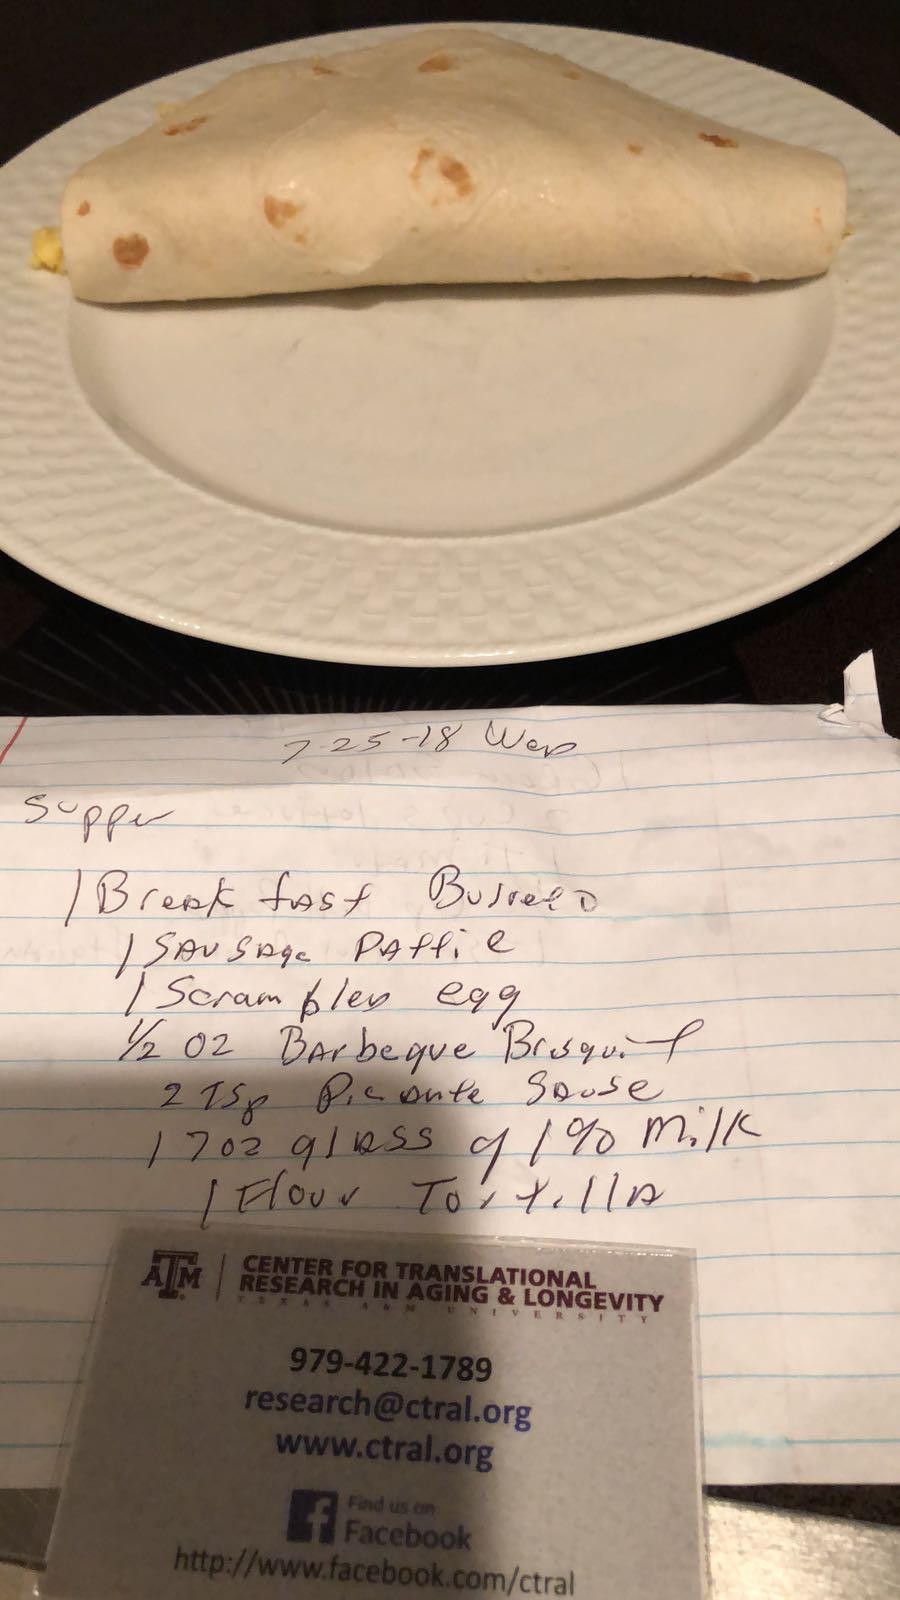 7-25-18 Wed
Supper
1 Breakfast Burreto
1 Sausage Pattie
1 Scrambled egg
1/2 oz Barbeque Brisquit
2 Tsp Picante Sause
1 7oz glass of 1% Milk
1 Flour Tortilla
ATM CENTER FOR TRANSLATIONAL
RESEARCH IN AGING & LONGEVITY
TEXAS A&M UNIVERSITY
979-422-1789
research@ctral.org
www.ctral.org
Find us on
Facebook
http://www.facebook.com/ctral